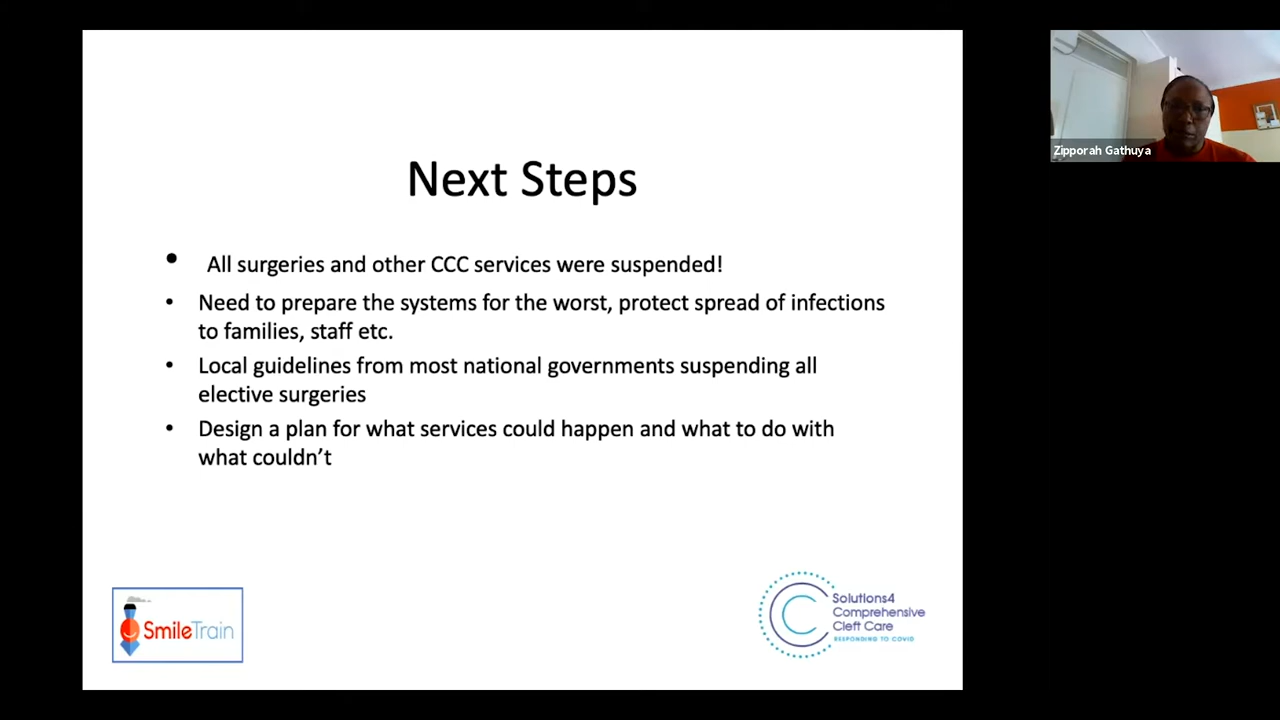 Next Steps
• All surgeries and other CCC services were suspended!
• Need to prepare the systems for the worst, protect spread of infections
to families, staff etc.
• Local guidelines from most national governments suspending all
elective surgeries
• Design a plan for what services could happen and what to do with
what couldn’t
SmileTrain
Solutions4
Comprehensive
Cleft Care
RESPONDING TO COVID
Zipporah Gathuya